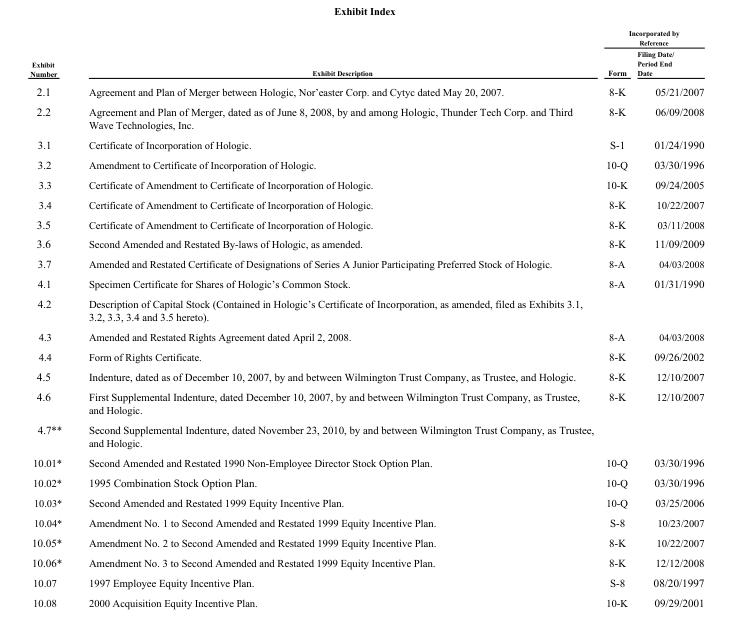 Exhibit Index
Incorporated by
Reference
Exhibit
Number
Exhibit Description
Form
Filing Date/
Period End
Date
2.1 Agreement and Plan of Merger between Hologic, Nor’easter Corp. and Cytyc dated May 20, 2007. 8-K 05/21/2007
2.2 Agreement and Plan of Merger, dated as of June 8, 2008, by and among Hologic, Thunder Tech Corp. and Third 8-K 06/09/2008
Wave Technologies, Inc.
3.1 Certificate of Incorporation of Hologic. S-1 01/24/1990
3.2 Amendment to Certificate of Incorporation of Hologic. 10-Q 03/30/1996
3.3 Certificate of Amendment to Certificate of Incorporation of Hologic. 10-K 09/24/2005
3.4 Certificate of Amendment to Certificate of Incorporation of Hologic. 8-K 10/22/2007
3.5 Certificate of Amendment to Certificate of Incorporation of Hologic. 8-K 03/11/2008
3.6 Second Amended and Restated By-laws of Hologic, as amended. 8-K 11/09/2009
3.7 Amended and Restated Certificate of Designations of Series A Junior Participating Preferred Stock of Hologic. 8-A 04/03/2008
4.1 Specimen Certificate for Shares of Hologic’s Common Stock. 8-A 01/31/1990
4.2 Description of Capital Stock (Contained in Hologic’s Certificate of Incorporation, as amended, filed as Exhibits 3.1,
3.2, 3.3, 3.4 and 3.5 hereto).
4.3 Amended and Restated Rights Agreement dated April 2, 2008. 8-A 04/03/2008
4.4 Form of Rights Certificate. 8-K 09/26/2002
4.5 Indenture, dated as of December 10, 2007, by and between Wilmington Trust Company, as Trustee, and Hologic. 8-K 12/10/2007
4.6 First Supplemental Indenture, dated December 10, 2007, by and between Wilmington Trust Company, as Trustee, 8-K 12/10/2007
and Hologic.
4.7** Second Supplemental Indenture, dated November 23, 2010, by and between Wilmington Trust Company, as Trustee,
and Hologic.
10.01* Second Amended and Restated 1990 Non-Employee Director Stock Option Plan. 10-Q 03/30/1996
10.02* 1995 Combination Stock Option Plan. 10-Q 03/30/1996
10.03* Second Amended and Restated 1999 Equity Incentive Plan. 10-Q 03/25/2006
10.04* Amendment No. 1 to Second Amended and Restated 1999 Equity Incentive Plan. S-8 10/23/2007
10.05* Amendment No. 2 to Second Amended and Restated 1999 Equity Incentive Plan. 8-K 10/22/2007
10.06* Amendment No. 3 to Second Amended and Restated 1999 Equity Incentive Plan. 8-K 12/12/2008
10.07 1997 Employee Equity Incentive Plan. S-8 08/20/1997
10.08 2000 Acquisition Equity Incentive Plan. 10-K 09/29/2001